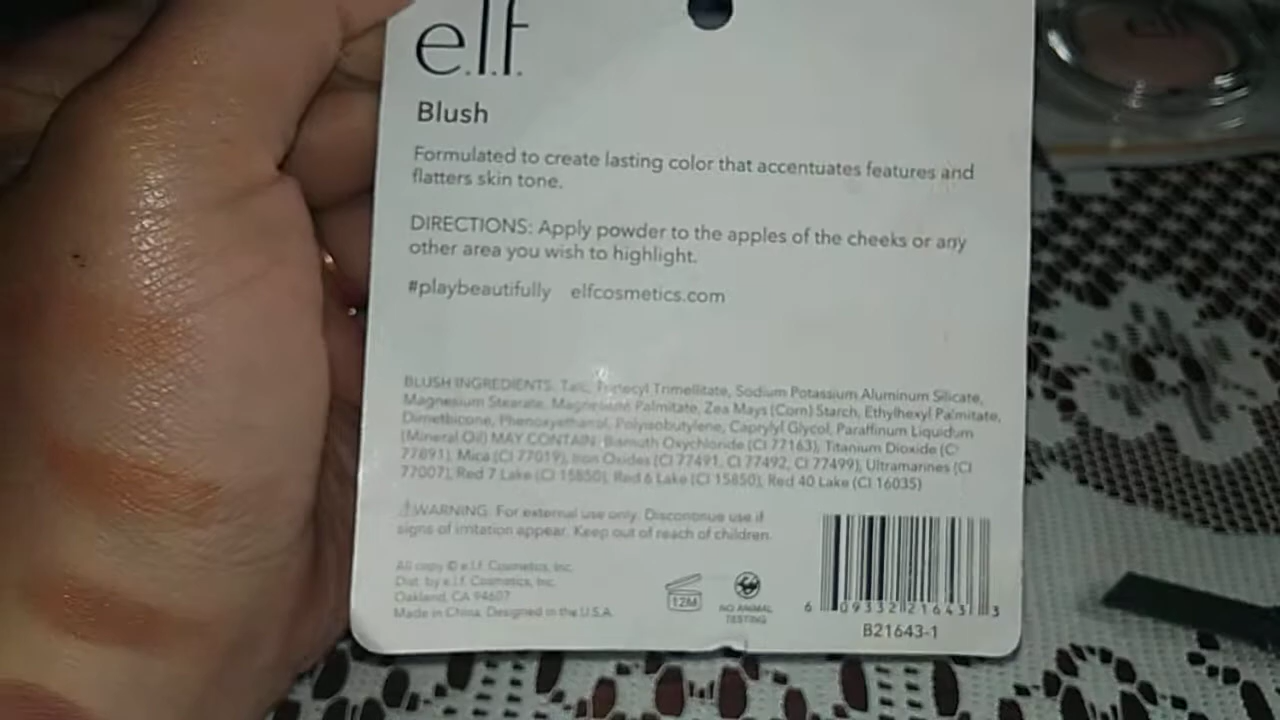 e.l.f.
Blush
Formulated to create lasting color that accentuates features and
flatters skin tone.
DIRECTIONS: Apply powder to the apples of the cheeks or any
other area you wish to highlight.
#playbeautifully elfcosmetics.com
BLUSH INGREDIENTS: Talc, Tridecyl Trimellitate, Sodium Potassium Aluminum Silicate,
Magnesium Stearate, Magnesium Palmitate, Zea Mays (Corn) Starch, Ethylhexyl Palmitate,
Dimethicone, Phenoxyethanol, Polyisobutylene, Caprylyl Glycol, Paraffinum Liquidum
(Mineral Oil) MAY CONTAIN: Bismuth Oxychloride (CI 77163), Titanium Dioxide (CI
77891), Mica (CI 77019), Iron Oxides (CI 77491, CI 77492, CI 77499), Ultramarines (CI
77007), Red 7 Lake (CI 15850), Red 6 Lake (CI 15850), Red 40 Lake (CI 16035)
WARNING: For external use only. Discontinue use if
signs of irritation appear. Keep out of reach of children.
All copy © e.l.f. Cosmetics, Inc.
Dist. by e.l.f. Cosmetics, Inc.
Oakland, CA 94607
Made in China. Designed in the U.S.A.
12M
NO ANIMAL
TESTING
6 09332 21643 3
B21643-1